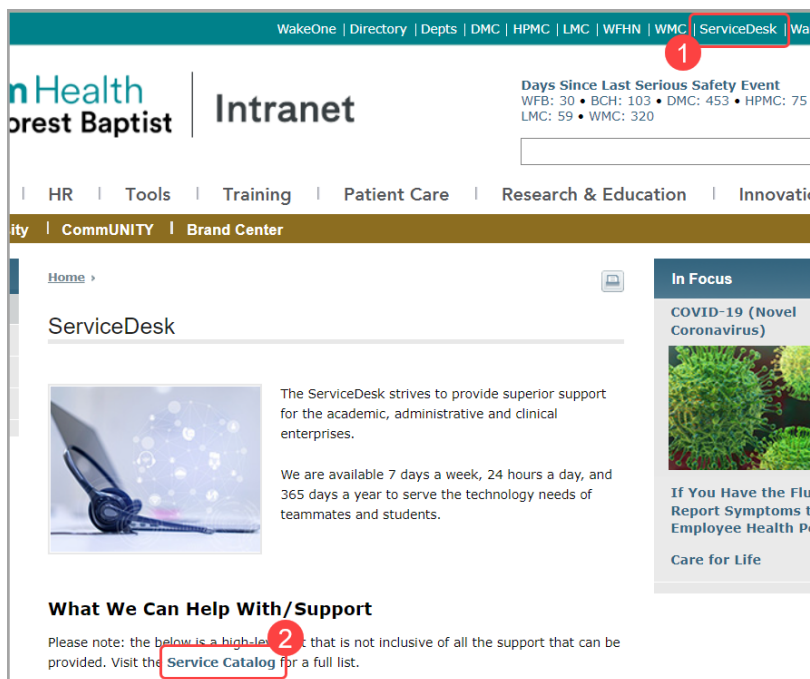 WakeOne | Directory | Depts | DMC | HPMC | LMC | WFHN | WMC | ServiceDesk | Wa
1
n Health
orest Baptist
Intranet
Days Since Last Serious Safety Event
WFB: 30 • BCH: 103 • DMC: 453 • HPMC: 75
LMC: 59 • WMC: 320
HR | Tools | Training | Patient Care | Research & Education | Innovati
ity | CommUNITY | Brand Center
Home ›
ServiceDesk
The ServiceDesk strives to provide superior support
for the academic, administrative and clinical
enterprises.
We are available 7 days a week, 24 hours a day, and
365 days a year to serve the technology needs of
teammates and students.
In Focus
COVID-19 (Novel
Coronavirus)
If You Have the Flu
Report Symptoms t
Employee Health P
Care for Life
What We Can Help With/Support
2
Please note: the below is a high-le t that is not inclusive of all the support that can be
provided. Visit the Service Catalog for a full list.